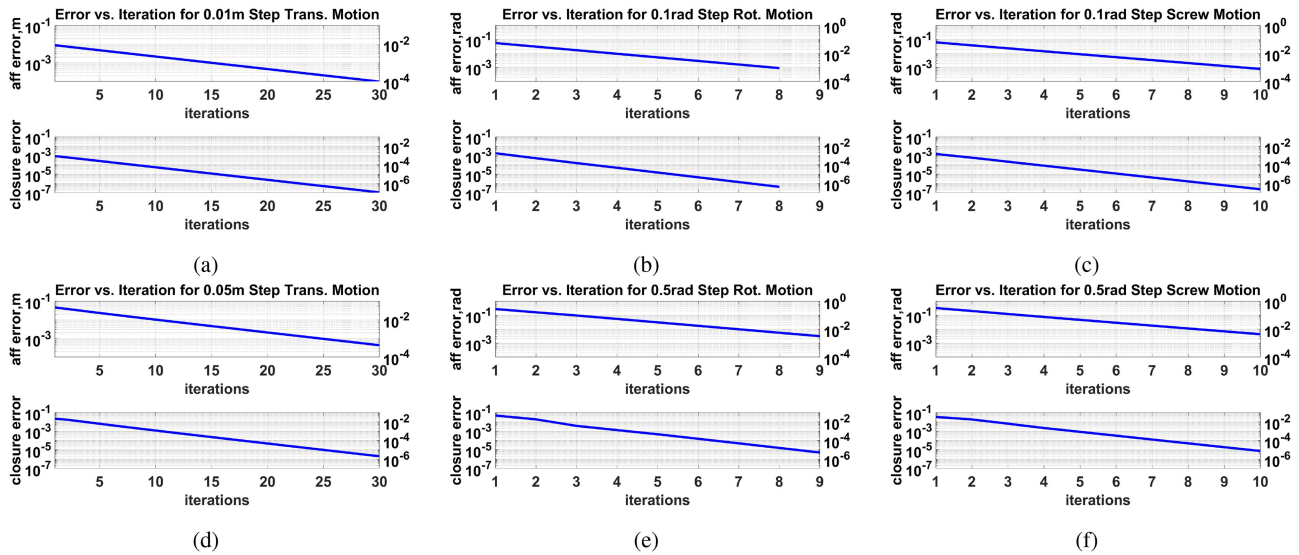 Error vs. Iteration for 0.01m Step Trans. Motion
aff error,m
10^-1
10^-3
10^-2
10^-4
5 10 15 20 25 30
iterations
closure error
10^-1
10^-3
10^-5
10^-7
10^-2
10^-4
10^-6
5 10 15 20 25 30
iterations
(a)
Error vs. Iteration for 0.1rad Step Rot. Motion
aff error,rad
10^-1
10^-3
10^0
10^-2
10^-4
1 2 3 4 5 6 7 8 9
iterations
closure error
10^-1
10^-3
10^-5
10^-7
10^-2
10^-4
10^-6
1 2 3 4 5 6 7 8 9
iterations
(b)
Error vs. Iteration for 0.1rad Step Screw Motion
aff error,rad
10^-1
10^-3
10^0
10^-2
10^-4
1 2 3 4 5 6 7 8 9 10
iterations
closure error
10^-1
10^-3
10^-5
10^-7
10^-2
10^-4
10^-6
1 2 3 4 5 6 7 8 9 10
iterations
(c)
Error vs. Iteration for 0.05m Step Trans. Motion
aff error,m
10^-1
10^-3
10^-2
10^-4
5 10 15 20 25 30
iterations
closure error
10^-1
10^-3
10^-5
10^-7
10^-2
10^-4
10^-6
5 10 15 20 25 30
iterations
(d)
Error vs. Iteration for 0.5rad Step Rot. Motion
aff error,rad
10^-1
10^-3
10^0
10^-2
10^-4
1 2 3 4 5 6 7 8 9
iterations
closure error
10^-1
10^-3
10^-5
10^-7
10^-2
10^-4
10^-6
1 2 3 4 5 6 7 8 9
iterations
(e)
Error vs. Iteration for 0.5rad Step Screw Motion
aff error,rad
10^-1
10^-3
10^0
10^-2
10^-4
1 2 3 4 5 6 7 8 9 10
iterations
closure error
10^-1
10^-3
10^-5
10^-7
10^-2
10^-4
10^-6
1 2 3 4 5 6 7 8 9 10
iterations
(f)